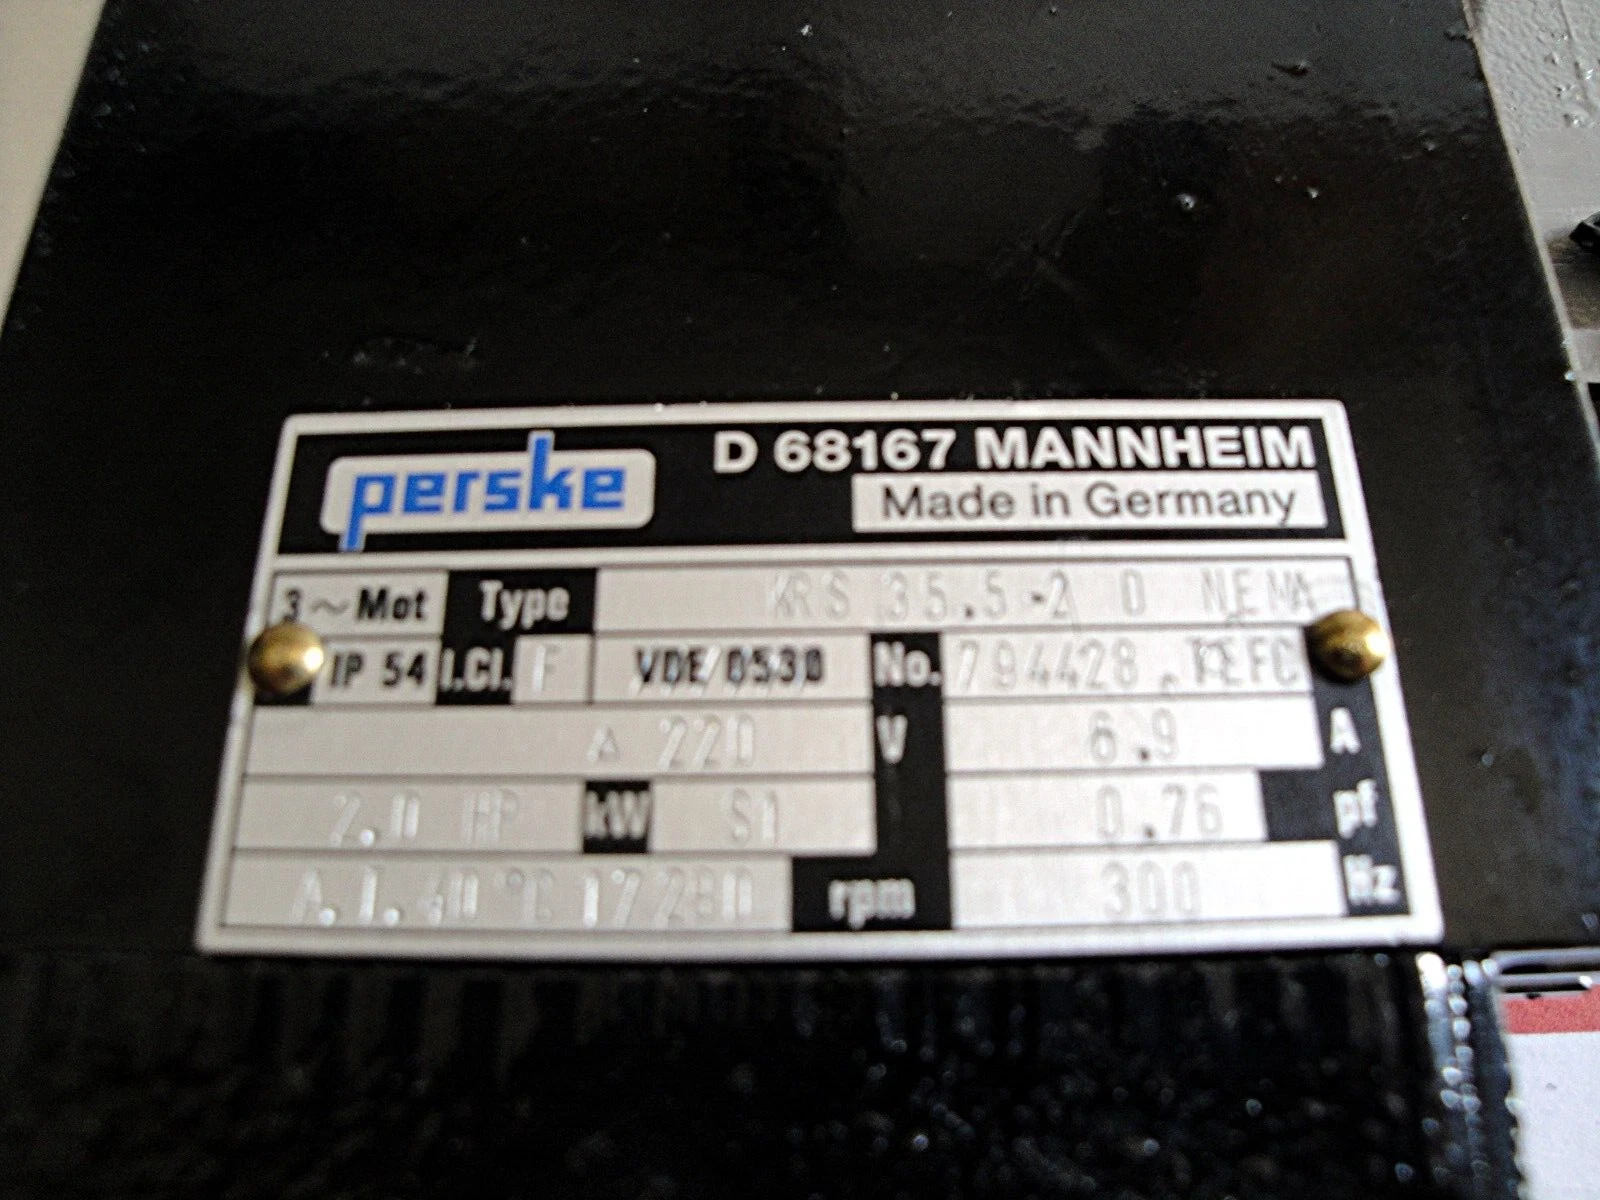 perske
D 68167 MANNHEIM
Made in Germany
3 ~ Mot Type KRS 35.5-2 D NEMA
IP 54 I.Cl. F VDE/0530 No. 794428 . TEFC
Δ 220 V 6.9 A
2.0 HP kW S1 0.76 pf
A.T. 40 °C 17280 rpm 300 Hz